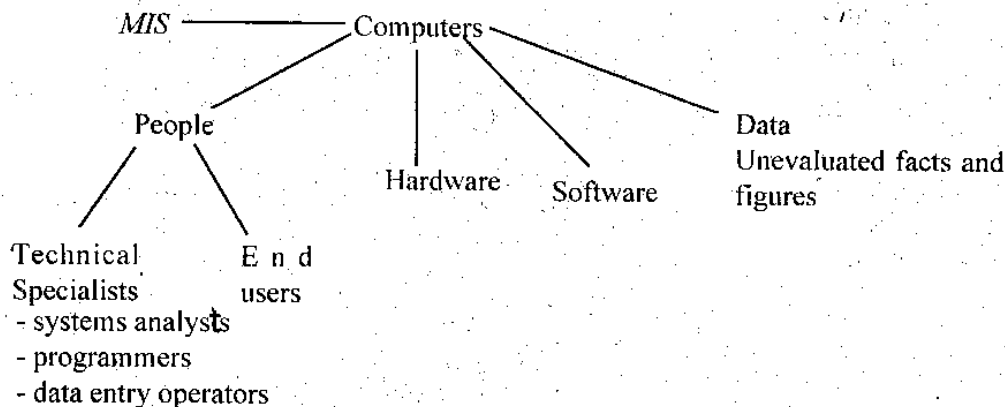 MIS
Computers
People
Hardware
Software
Data
Unevaluated facts and
figures
Technical
Specialists
- systems analysts
- programmers
- data entry operators
E n d
users